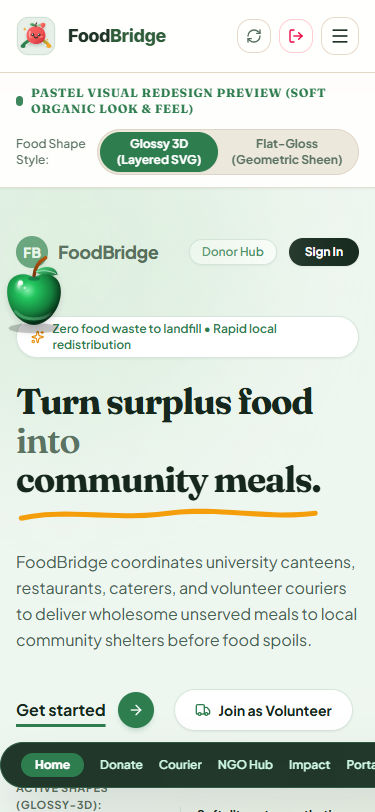 FoodBridge
PASTEL VISUAL REDESIGN PREVIEW (SOFT
ORGANIC LOOK & FEEL)
Food Shape
Style:
Glossy 3D
(Layered SVG)
Flat-Gloss
(Geometric Sheen)
FB
FoodBridge
Donor Hub
Sign In
Zero food waste to landfill • Rapid local
redistribution
Turn surplus food
into
community meals.
FoodBridge coordinates university canteens,
restaurants, caterers, and volunteer couriers
to deliver wholesome unserved meals to local
community shelters before food spoils.
Get started
Join as Volunteer
Home
Donate
Courier
NGO Hub
Impact
Porta
ACTIVE SHAPES
(GLOSSY-3D):